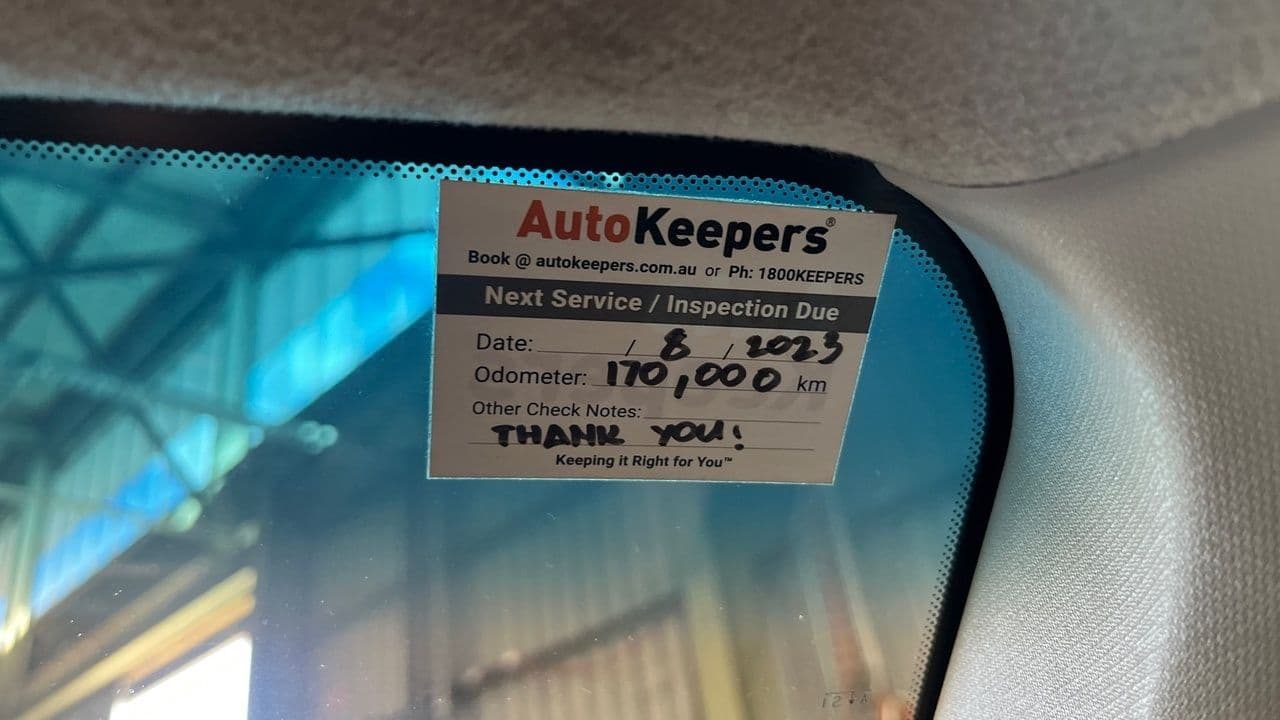 AutoKeepers®
Book @ autokeepers.com.au or Ph: 1800KEEPERS
Next Service / Inspection Due
Date: / 8 / 2023
Odometer: 170,000 km
Other Check Notes:
THANK YOU!
Keeping it Right for You™